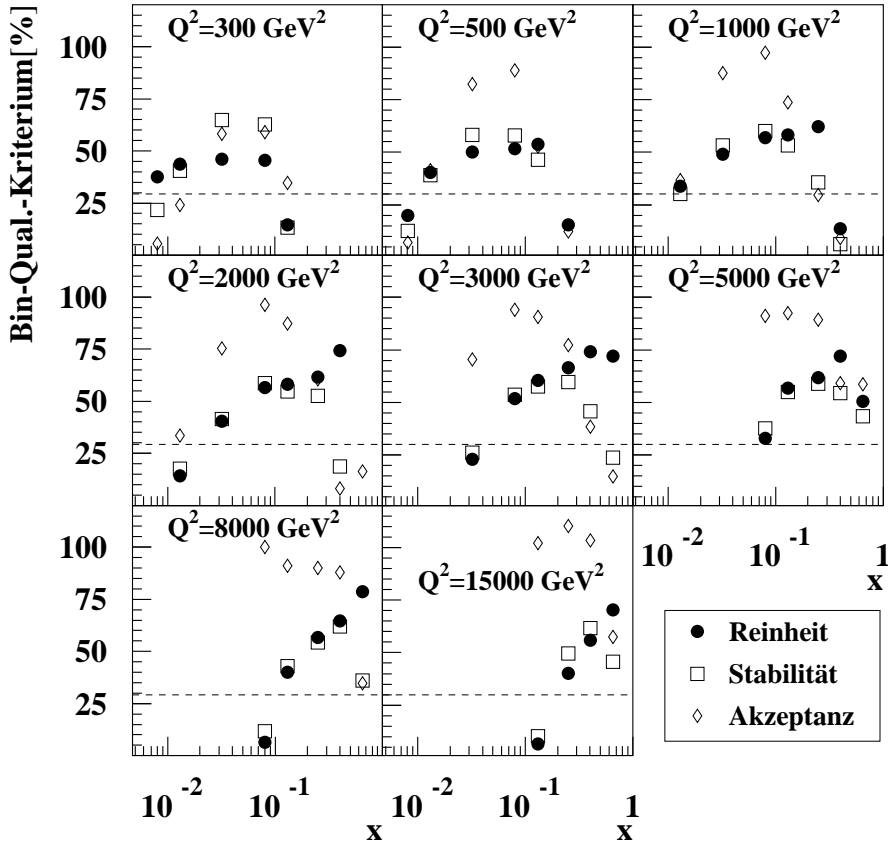 Bin-Qual.-Kriterium[%]
Q²=300 GeV²
Q²=500 GeV²
Q²=1000 GeV²
100
75
50
25
Q²=2000 GeV²
Q²=3000 GeV²
Q²=5000 GeV²
100
75
50
25
Q²=8000 GeV²
Q²=15000 GeV²
10⁻² 10⁻¹ 1
x
100
75
50
25
Reinheit
Stabilität
Akzeptanz
10⁻² 10⁻¹
x
10⁻² 10⁻¹ 1
x